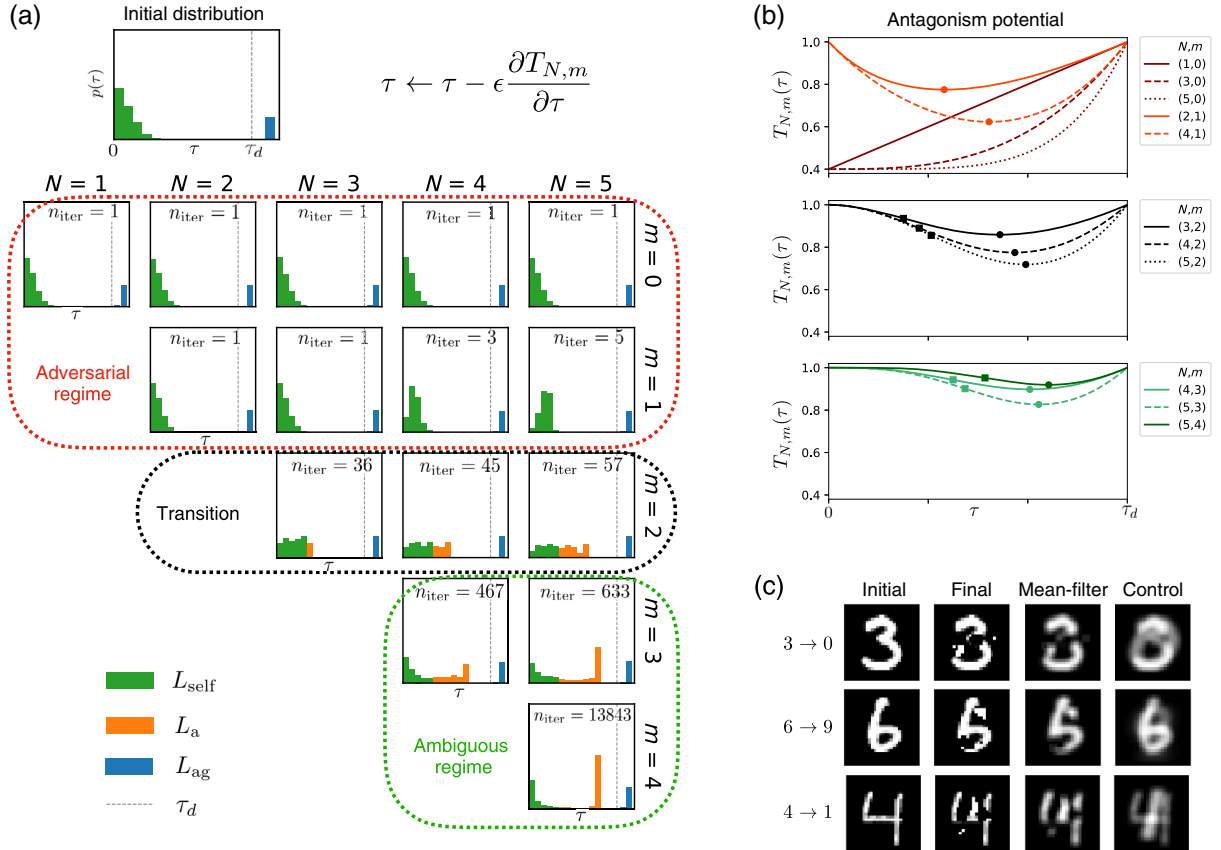 (a)
Initial distribution
p(τ)
0 τ τ_d
τ ← τ − ϵ ∂T_{N,m}/∂τ
N = 1 N = 2 N = 3 N = 4 N = 5
n_iter = 1 n_iter = 1 n_iter = 1 n_iter = 1 n_iter = 1
m = 0
τ
n_iter = 1 n_iter = 1 n_iter = 3 n_iter = 5
m = 1
Adversarial
regime
τ
n_iter = 36 n_iter = 45 n_iter = 57
m = 2
Transition
τ
n_iter = 467 n_iter = 633
m = 3
τ
n_iter = 13843
m = 4
Ambiguous
regime
τ
L_self
L_a
L_ag
τ_d
(b)
Antagonism potential
T_{N,m}(τ)
1.0
0.8
0.6
0.4
N,m
(1,0)
(3,0)
(5,0)
(2,1)
(4,1)
T_{N,m}(τ)
1.0
0.8
0.6
0.4
N,m
(3,2)
(4,2)
(5,2)
T_{N,m}(τ)
1.0
0.8
0.6
0.4
0 τ τ_d
N,m
(4,3)
(5,3)
(5,4)
(c)
Initial Final Mean-filter Control
3 → 0
6 → 9
4 → 1